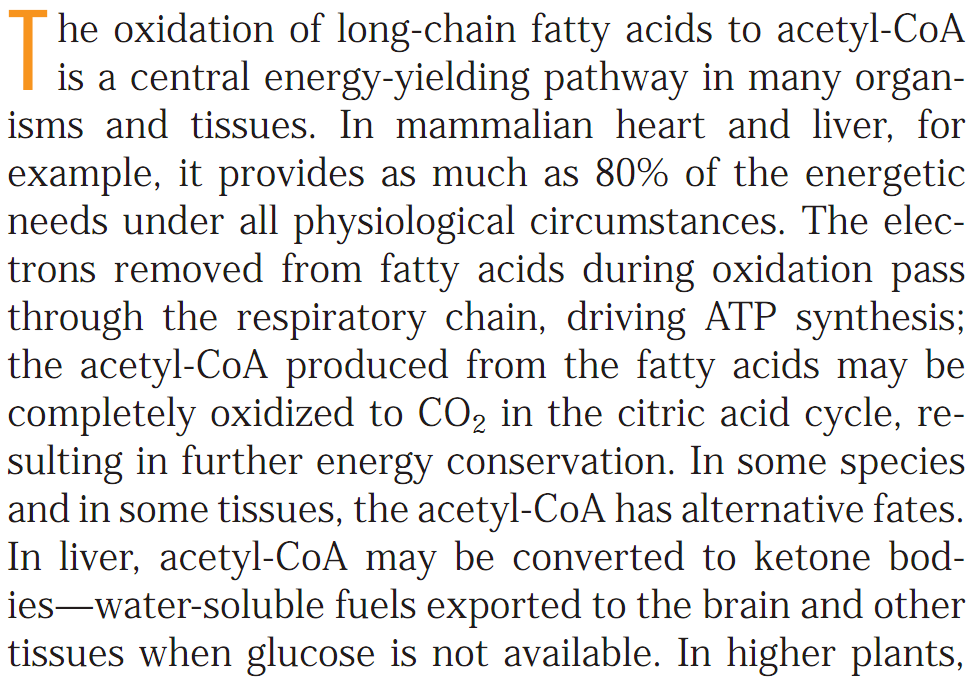 The oxidation of long-chain fatty acids to acetyl-CoA
is a central energy-yielding pathway in many organ-
isms and tissues. In mammalian heart and liver, for
example, it provides as much as 80% of the energetic
needs under all physiological circumstances. The elec-
trons removed from fatty acids during oxidation pass
through the respiratory chain, driving ATP synthesis;
the acetyl-CoA produced from the fatty acids may be
completely oxidized to CO₂ in the citric acid cycle, re-
sulting in further energy conservation. In some species
and in some tissues, the acetyl-CoA has alternative fates.
In liver, acetyl-CoA may be converted to ketone bod-
ies—water-soluble fuels exported to the brain and other
tissues when glucose is not available. In higher plants,